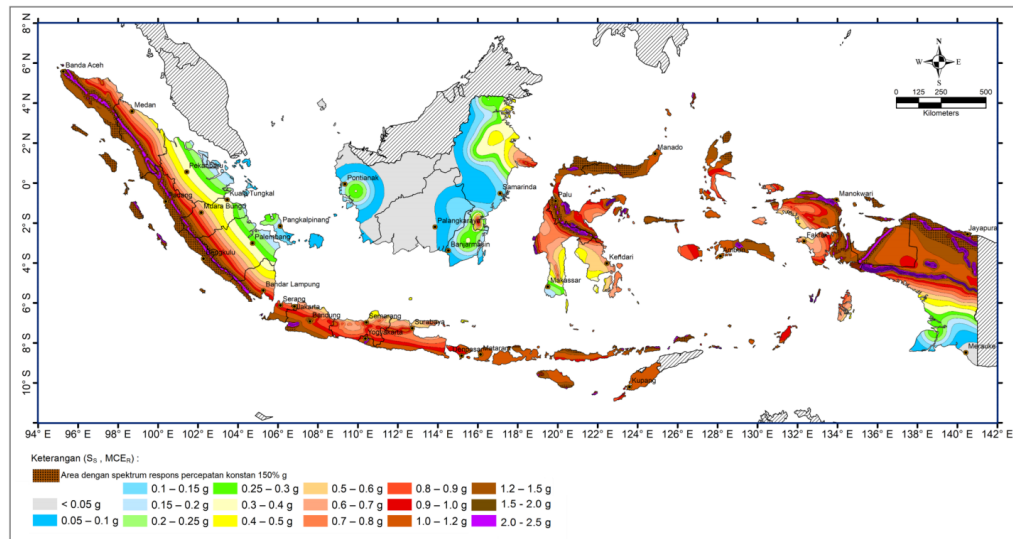 8° N
6° N
4° N
2° N
0°
2° S
4° S
6° S
8° S
10° S
Banda Aceh
Medan
Pekanbaru
Padang
Kuala Tungkal
Muara Bungo
Pangkalpinang
Palembang
Bengkulu
Bandar Lampung
Serang
Jakarta
Bandung
Semarang
Yogyakarta
Surabaya
Denpasar
Mataram
Kupang
Pontianak
Palangkaraya
Samarinda
Banjarmasin
Manado
Palu
Kendari
Makassar
Ambon
Manokwari
Fakfak
Jayapura
Merauke
N
W E
S
0 125 250 500
Kilometers
94° E 96° E 98° E 100° E 102° E 104° E 106° E 108° E 110° E 112° E 114° E 116° E 118° E 120° E 122° E 124° E 126° E 128° E 130° E 132° E 134° E 136° E 138° E 140° E 142° E
Keterangan (SS , MCER) :
Area dengan spektrum respons percepatan konstan 150% g
0.1 – 0.15 g 0.25 – 0.3 g 0.5 – 0.6 g 0.8 – 0.9 g 1.2 – 1.5 g
< 0.05 g 0.15 – 0.2 g 0.3 – 0.4 g 0.6 – 0.7 g 0.9 – 1.0 g 1.5 - 2.0 g
0.05 – 0.1 g 0.2 – 0.25 g 0.4 – 0.5 g 0.7 – 0.8 g 1.0 – 1.2 g 2.0 - 2.5 g